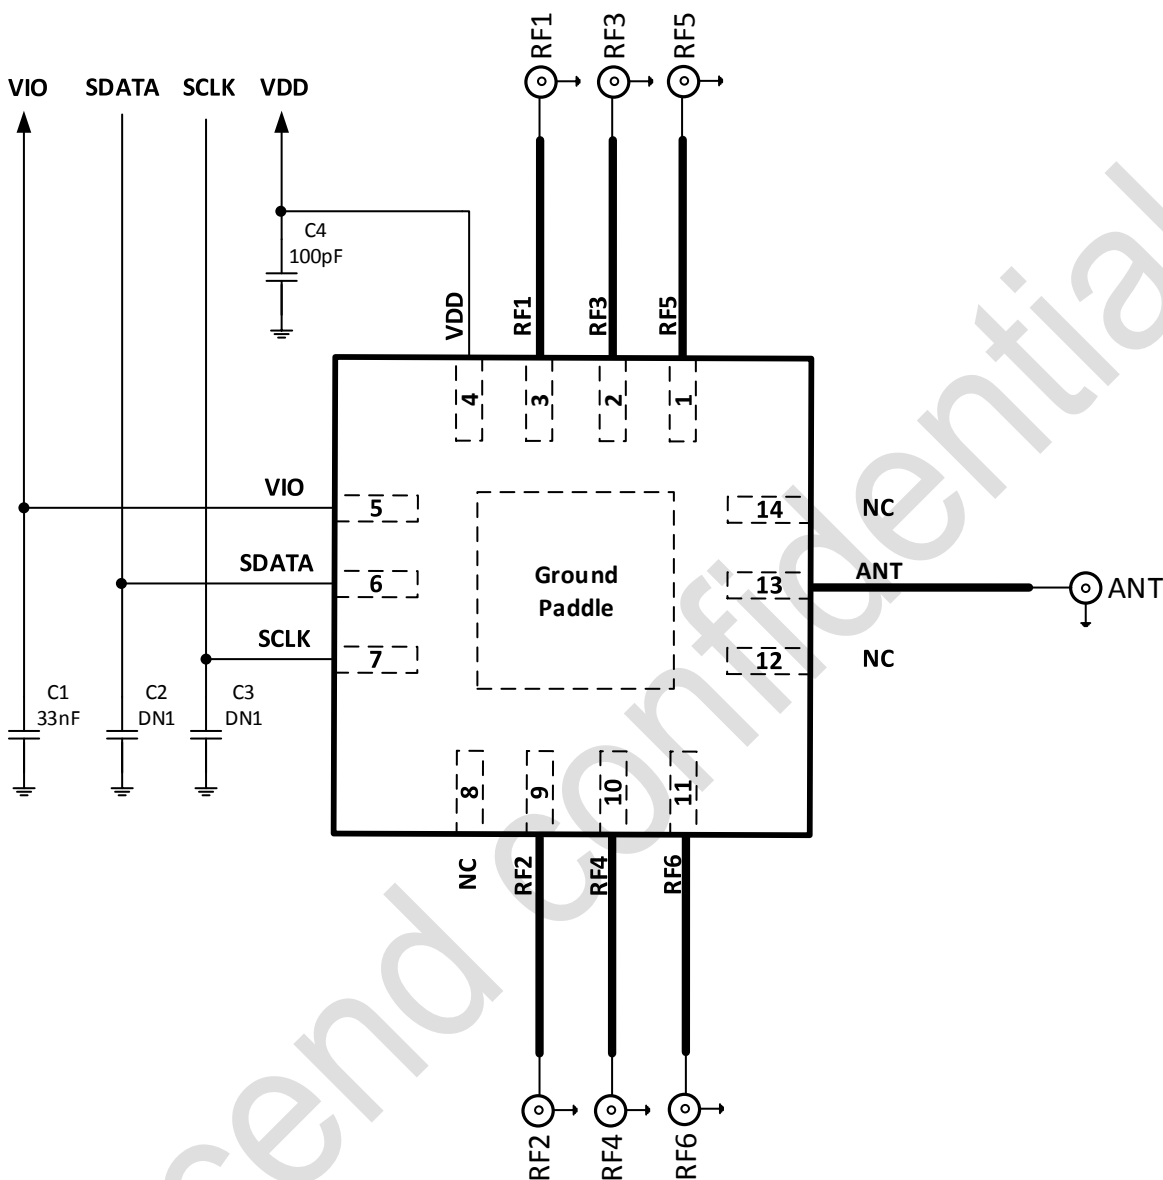 RF1
RF3
RF5
VIO
SDATA
SCLK
VDD
C4
100pF
VDD
RF1
RF3
RF5
4
3
2
1
VIO
5
14
NC
SDATA
6
Ground
Paddle
13
ANT
ANT
SCLK
7
12
NC
C1
33nF
C2
DN1
C3
DN1
8
9
10
11
NC
RF2
RF4
RF6
RF2
RF4
RF6
cend confidential